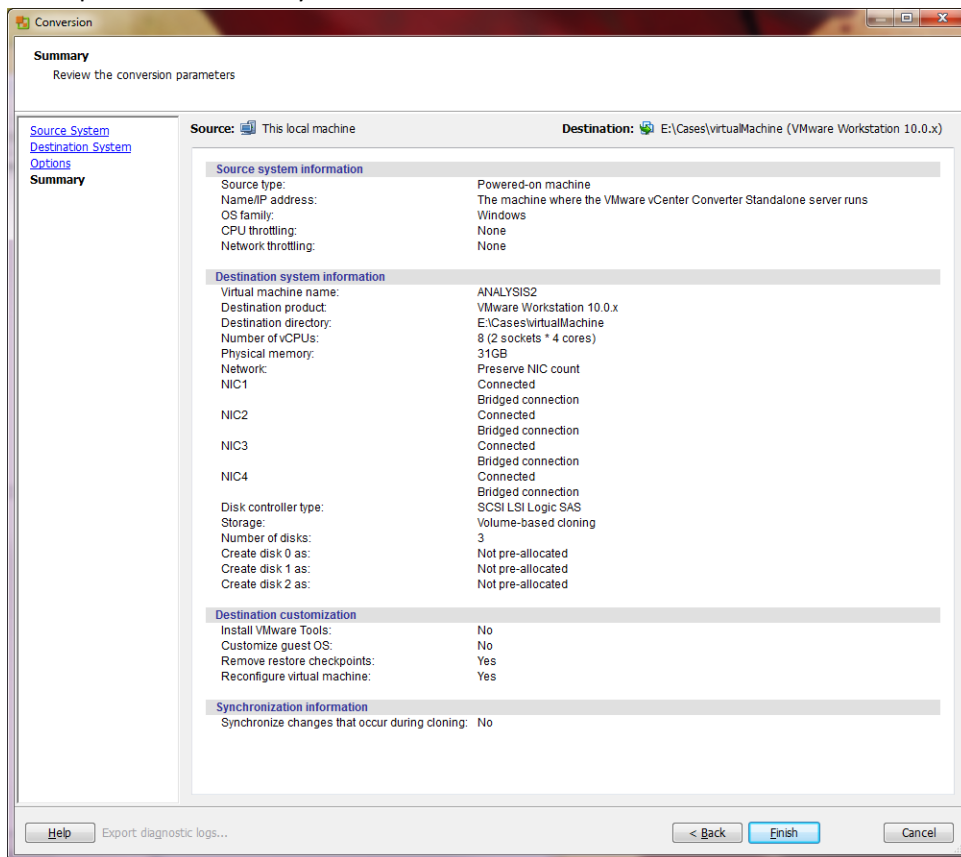 Conversion
Summary
Review the conversion parameters
Source System
Destination System
Options
Summary
Source: This local machine Destination: E:\Cases\virtualMachine (VMware Workstation 10.0.x)
Source system information
Source type: Powered-on machine
Name/IP address: The machine where the VMware vCenter Converter Standalone server runs
OS family: Windows
CPU throttling: None
Network throttling: None
Destination system information
Virtual machine name: ANALYSIS2
Destination product: VMware Workstation 10.0.x
Destination directory: E:\Cases\virtualMachine
Number of vCPUs: 8 (2 sockets * 4 cores)
Physical memory: 31GB
Network: Preserve NIC count
NIC1 Connected
Bridged connection
NIC2 Connected
Bridged connection
NIC3 Connected
Bridged connection
NIC4 Connected
Bridged connection
Disk controller type: SCSI LSI Logic SAS
Storage: Volume-based cloning
Number of disks: 3
Create disk 0 as: Not pre-allocated
Create disk 1 as: Not pre-allocated
Create disk 2 as: Not pre-allocated
Destination customization
Install VMware Tools: No
Customize guest OS: No
Remove restore checkpoints: Yes
Reconfigure virtual machine: Yes
Synchronization information
Synchronize changes that occur during cloning: No
Help Export diagnostic logs... < Back Finish Cancel